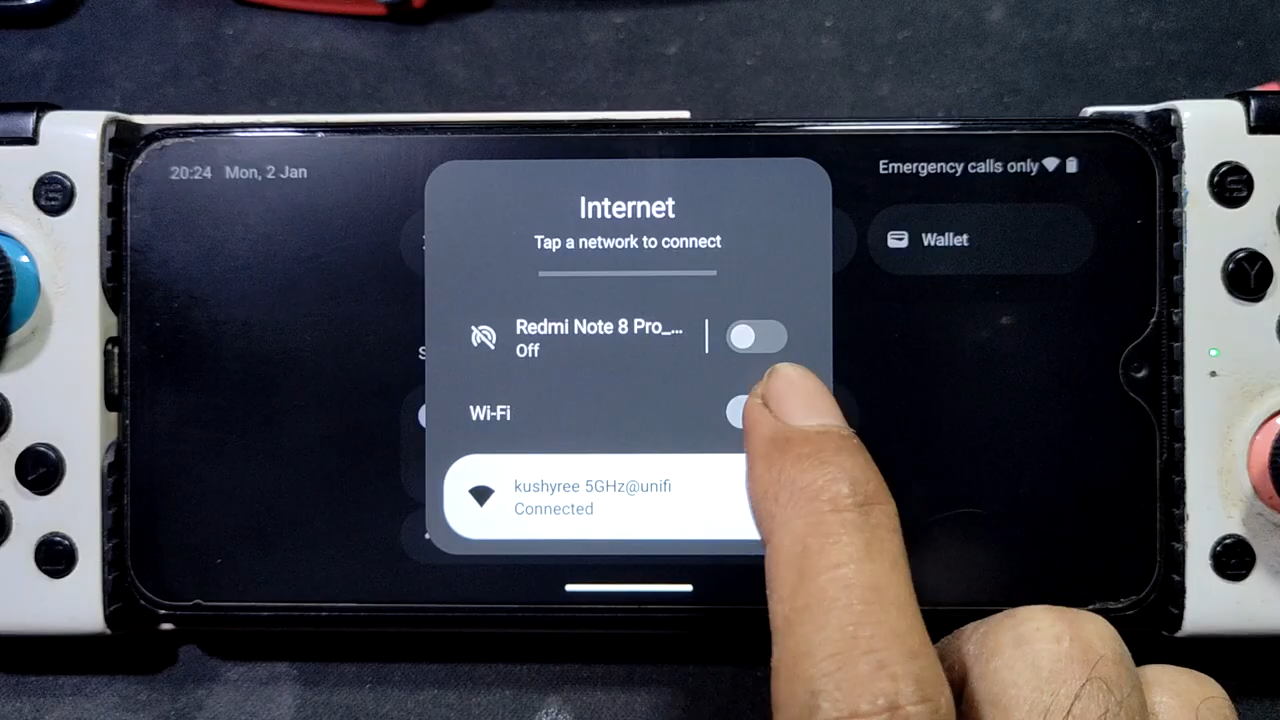 20:24 Mon, 2 Jan
Emergency calls only
Internet
Tap a network to connect
Wallet
Redmi Note 8 Pro_...
Off
Wi-Fi
kushyree 5GHz@unifi
Connected
S
Y